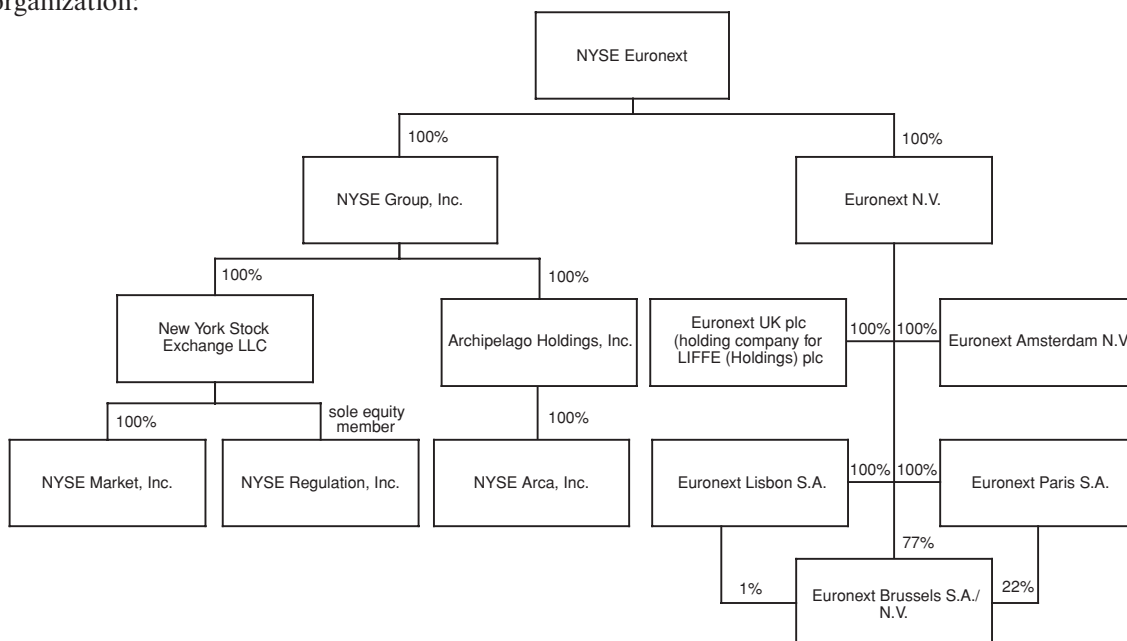 organization:
NYSE Euronext
100%
100%
NYSE Group, Inc.
Euronext N.V.
100%
100%
New York Stock
Exchange LLC
Archipelago Holdings, Inc.
Euronext UK plc
(holding company for
LIFFE (Holdings) plc
100%
100%
Euronext Amsterdam N.V
100%
sole equity
member
100%
NYSE Market, Inc.
NYSE Regulation, Inc.
NYSE Arca, Inc.
Euronext Lisbon S.A.
100%
100%
Euronext Paris S.A.
77%
1%
Euronext Brussels S.A./
N.V.
22%